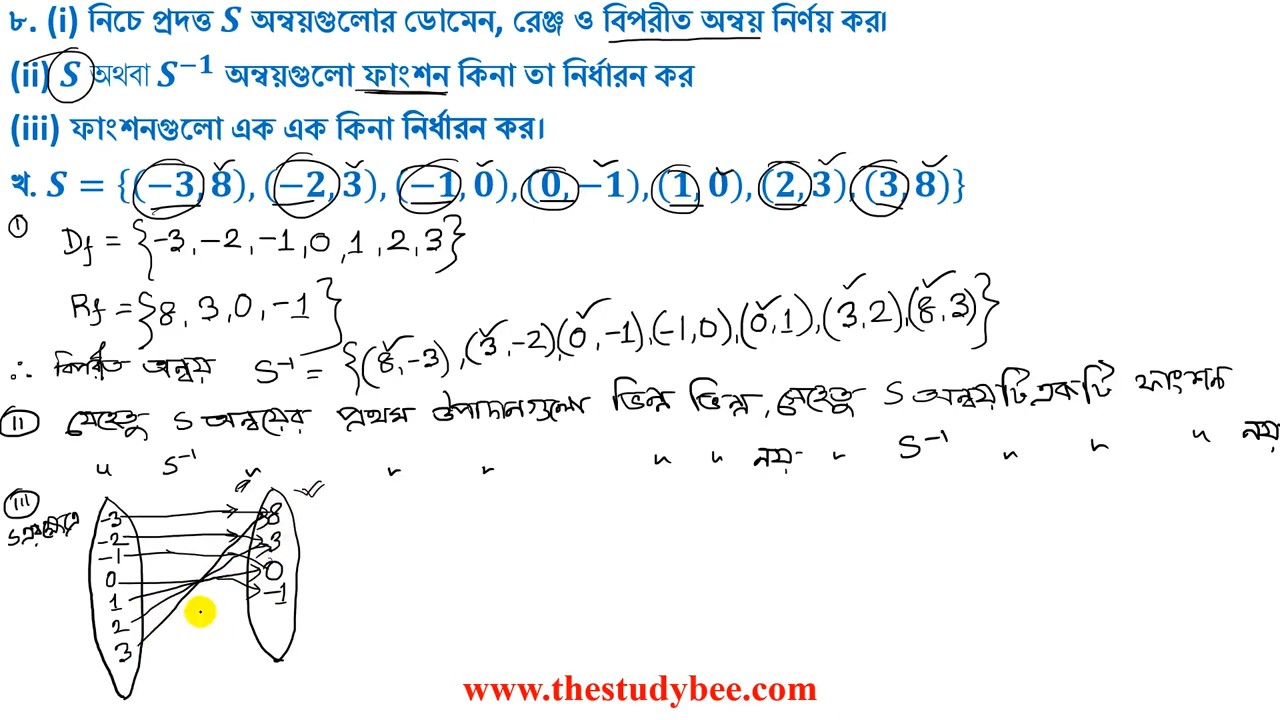 ৮. (i) নিচে প্রদত্ত S অন্বয়গুলোর ডোমেন, রেঞ্জ ও বিপরীত অন্বয় নির্ণয় কর।
(ii) S অথবা S⁻¹ অন্বয়গুলো ফাংশন কিনা তা নির্ধারন কর
(iii) ফাংশনগুলো এক এক কিনা নির্ধারন কর।
খ. S = {(−3, 8), (−2, 3), (−1, 0), (0, −1), (1, 0), (2, 3), (3, 8)}
① Df = {-3, -2, -1, 0, 1, 2, 3}
Rf = {8, 3, 0, -1}
∴ বিপরীত অন্বয় S⁻¹ = {(8, -3), (3, -2) (0, -1), (-1, 0), (0, 1), (3, 2), (8, 3)}
(II) যেহেতু S অন্বয়ের প্রথম উপাদানগুলো ভিন্ন ভিন্ন, সেহেতু S অন্বয়টি একটি ফাংশন
" S⁻¹ " " " " নয় " S⁻¹ " " " নয়
(III)
-3 8
-2 3
-1 0
0 -1
1
2
3
www.thestudybee.com